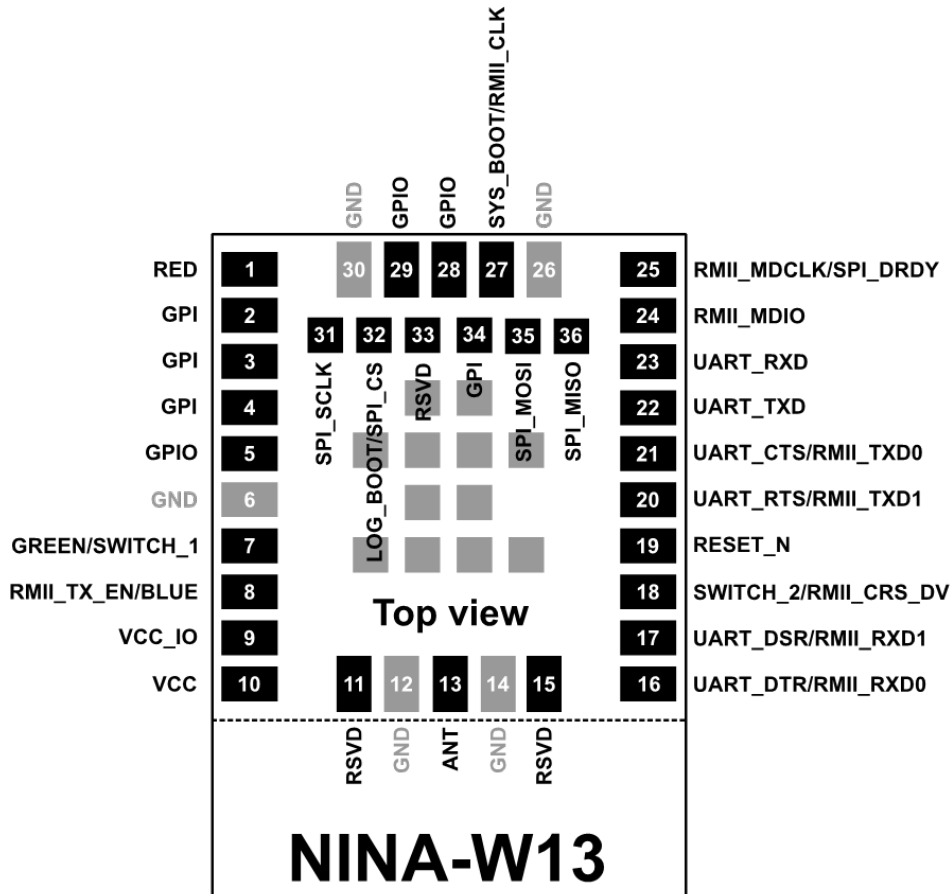 SYS_BOOT/RMII_CLK
GND
GPIO
GPIO
GND
30
29
28
27
26
RED
1
25
RMII_MDCLK/SPI_DRDY
GPI
2
24
RMII_MDIO
31
32
33
34
35
36
GPI
3
23
UART_RXD
SPI_SCLK
LOG_BOOT/SPI_CS
RSVD
GPI
SPI_MOSI
SPI_MISO
GPI
4
22
UART_TXD
GPIO
5
21
UART_CTS/RMII_TXD0
GND
6
20
UART_RTS/RMII_TXD1
GREEN/SWITCH_1
7
19
RESET_N
RMII_TX_EN/BLUE
8
18
SWITCH_2/RMII_CRS_DV
Top view
VCC_IO
9
17
UART_DSR/RMII_RXD1
VCC
10
11
12
13
14
15
16
UART_DTR/RMII_RXD0
RSVD
GND
ANT
GND
RSVD
NINA-W13